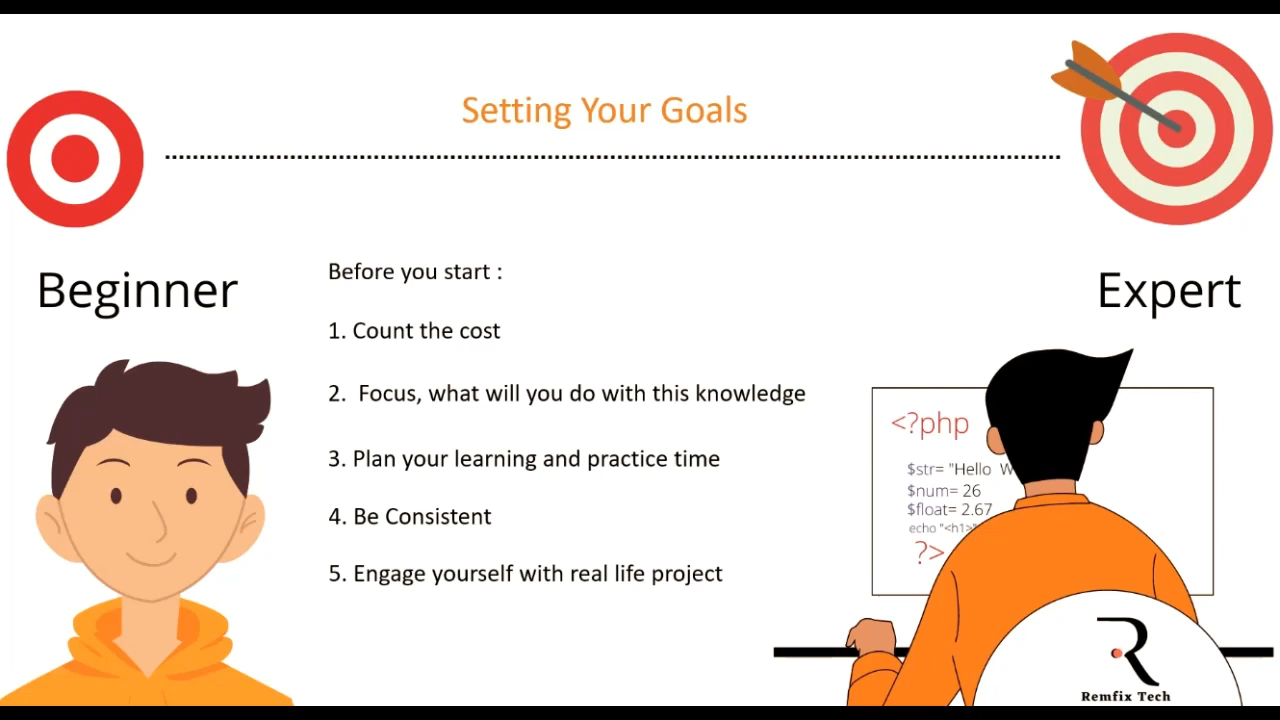 Setting Your Goals
Beginner
Expert
Before you start :
1. Count the cost
2. Focus, what will you do with this knowledge
3. Plan your learning and practice time
4. Be Consistent
5. Engage yourself with real life project
<?php
$str= "Hello W
$num= 26
$float= 2.67
echo "<h1>"
?>
Remfix Tech